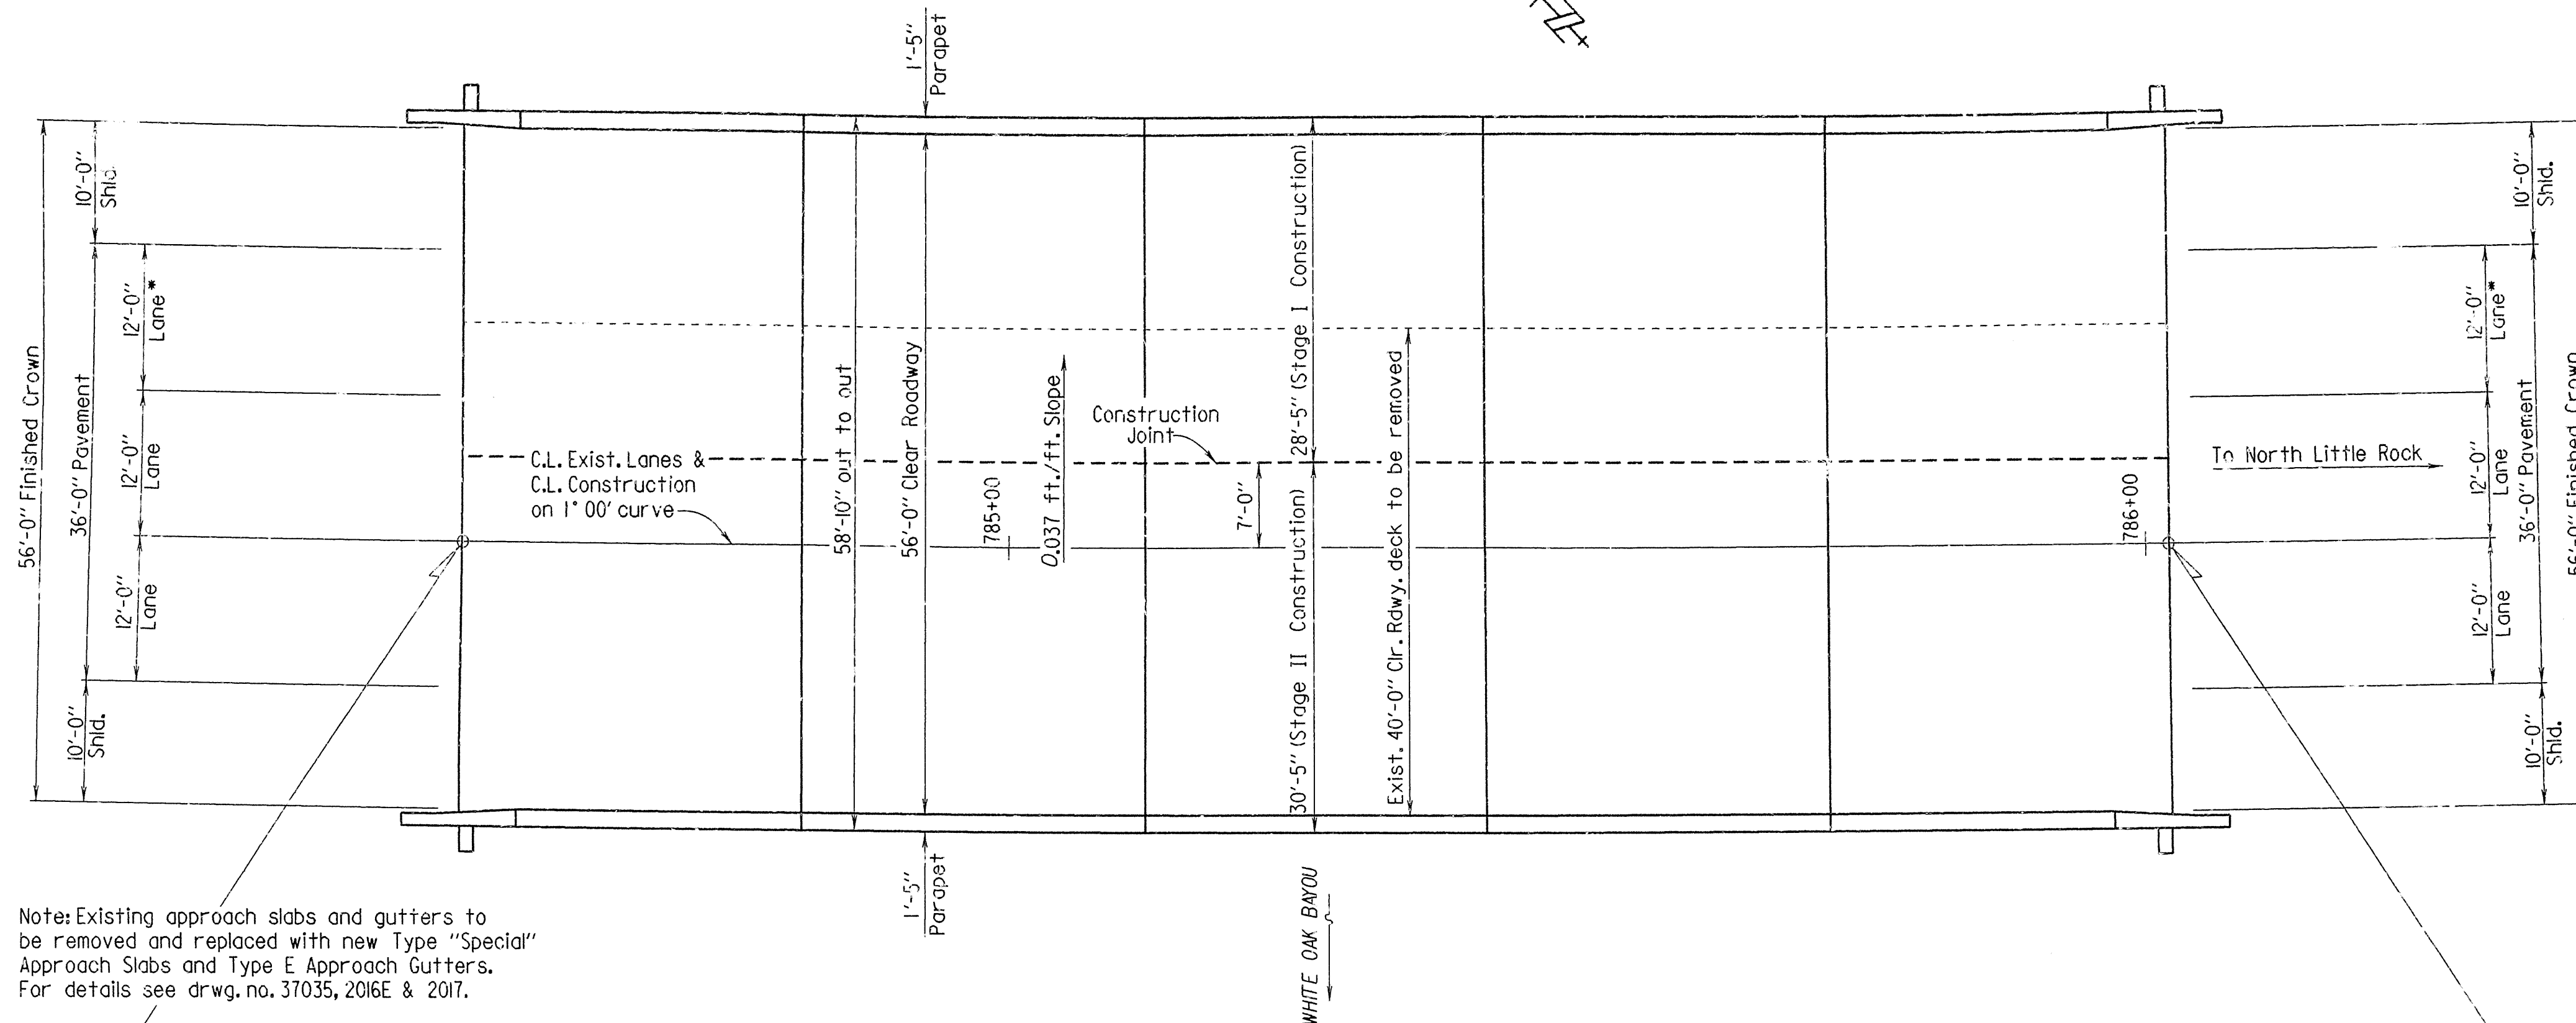 1'-5"
Parapet
56'-0" Finished Crown
10'-0"
Shld.
36'-0" Pavement
12'-0"
Lane*
12'-0"
Lane
12'-0"
Lane
10'-0"
Shld.
C.L. Exist. Lanes &
C.L. Construction
on 1° 00' curve
58'-10" out to out
56'-0" Clear Roadway
785+00
0.037 ft./ft. Slope
Construction
Joint
7'-0"
28'-5" (Stage I Construction)
30'-5" (Stage II Construction)
Exist. 40'-0" Clr. Rdwy. deck to be removed
786+00
To North Little Rock
10'-0"
Shld.
12'-0"
Lane*
12'-0"
Lane
12'-0"
Lane
36'-0" Pavement
10'-0"
Shld.
56'-0" Finished Crown
1'-5"
Parapet
WHITE OAK BAYOU
Note: Existing approach slabs and gutters to
be removed and replaced with new Type "Special"
Approach Slabs and Type E Approach Gutters.
For details see drwg. no. 37035, 2016E & 2017.